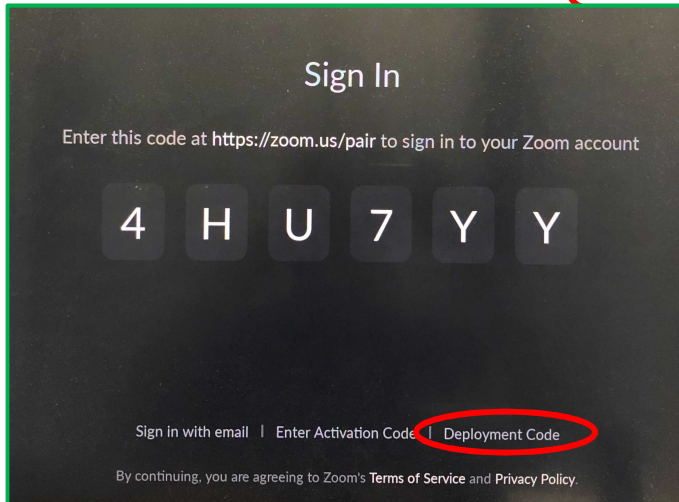 Sign In
Enter this code at https://zoom.us/pair to sign in to your Zoom account
4 H U 7 Y Y
Sign in with email | Enter Activation Code | Deployment Code
By continuing, you are agreeing to Zoom's Terms of Service and Privacy Policy.